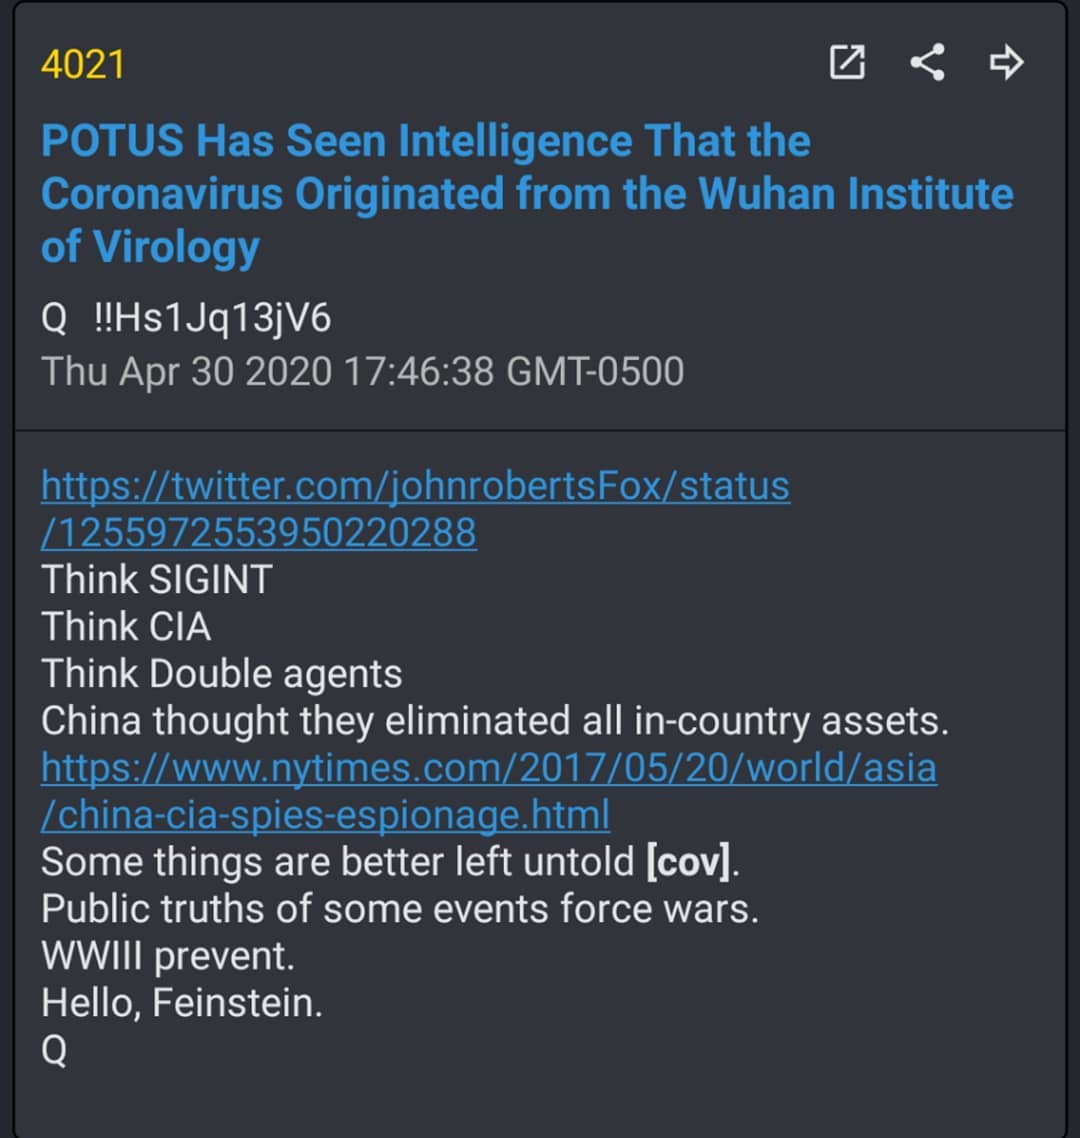 4021
POTUS Has Seen Intelligence That the
Coronavirus Originated from the Wuhan Institute
of Virology
Q !!Hs1Jq13jV6
Thu Apr 30 2020 17:46:38 GMT-0500
https://twitter.com/johnrobertsFox/status
/1255972553950220288
Think SIGINT
Think CIA
Think Double agents
China thought they eliminated all in-country assets.
https://www.nytimes.com/2017/05/20/world/asia
/china-cia-spies-espionage.html
Some things are better left untold [cov].
Public truths of some events force wars.
WWIII prevent.
Hello, Feinstein.
Q